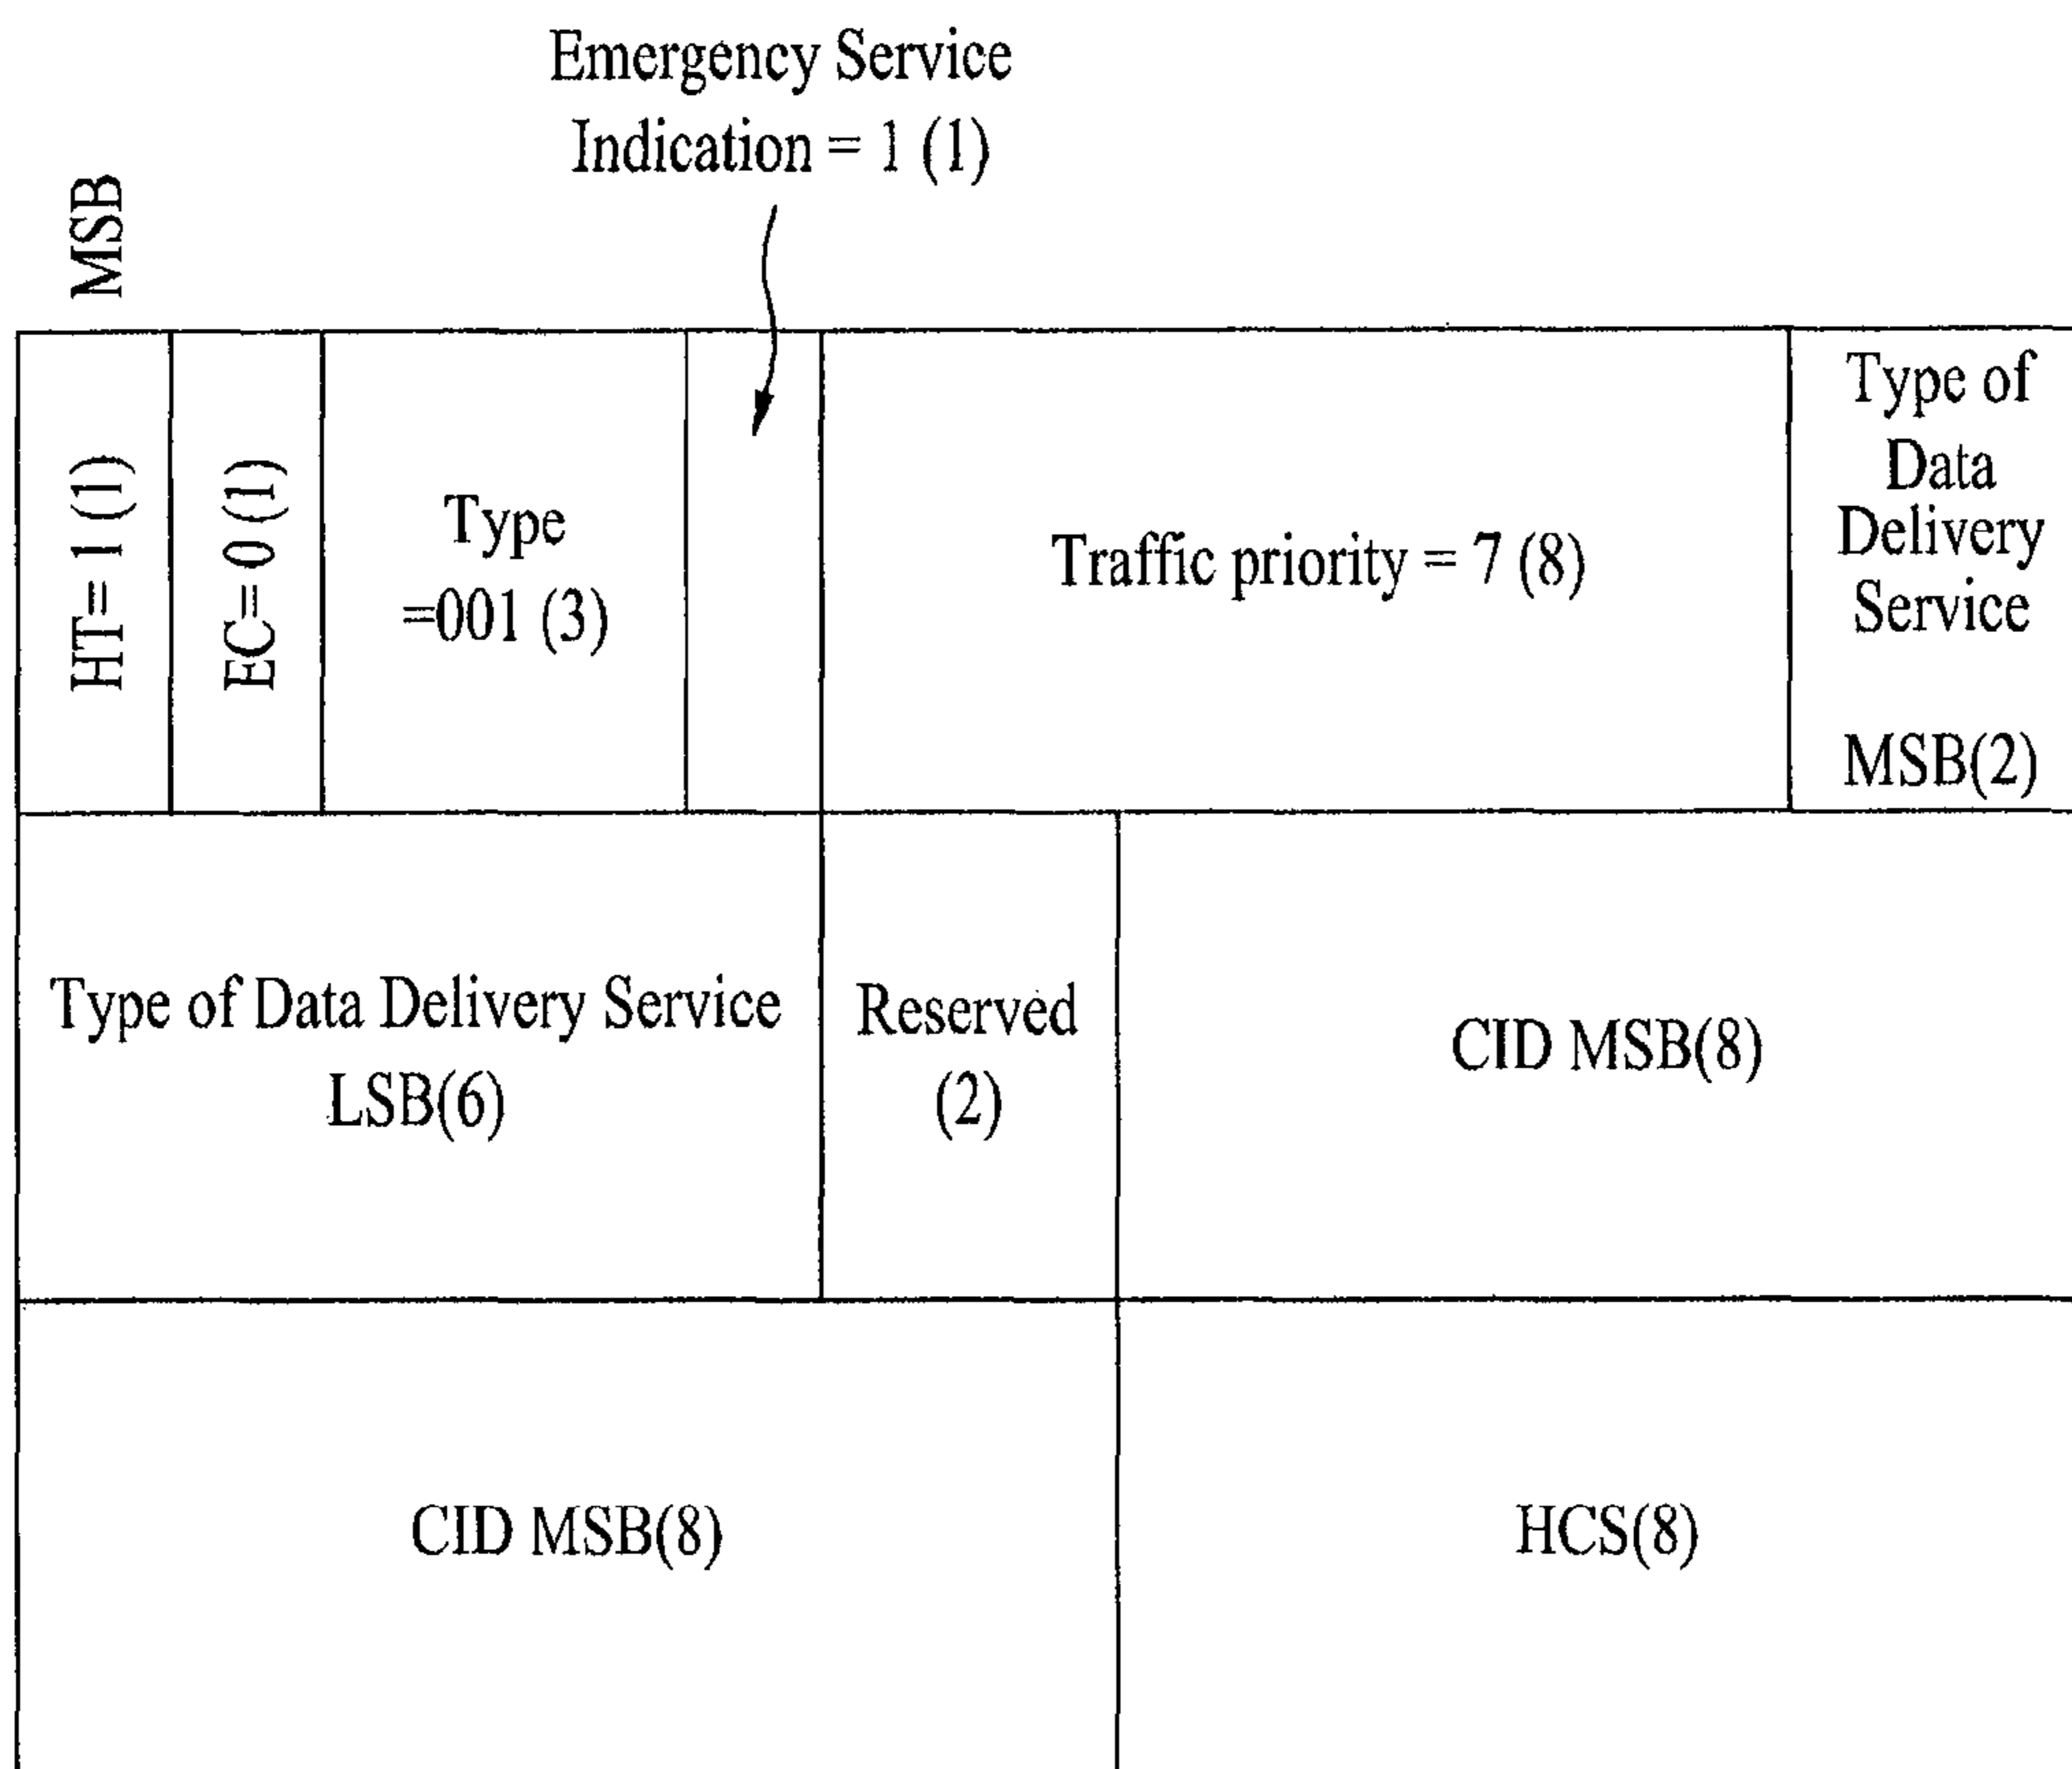 Emergency Service
Indication = 1 (1)
MSB
HT= 1 (1)
EC= 0 (1)
Type
=001 (3)
Traffic priority = 7 (8)
Type of
Data
Delivery
Service
MSB(2)
Type of Data Delivery Service
LSB(6)
Reserved
(2)
CID MSB(8)
CID MSB(8)
HCS(8)